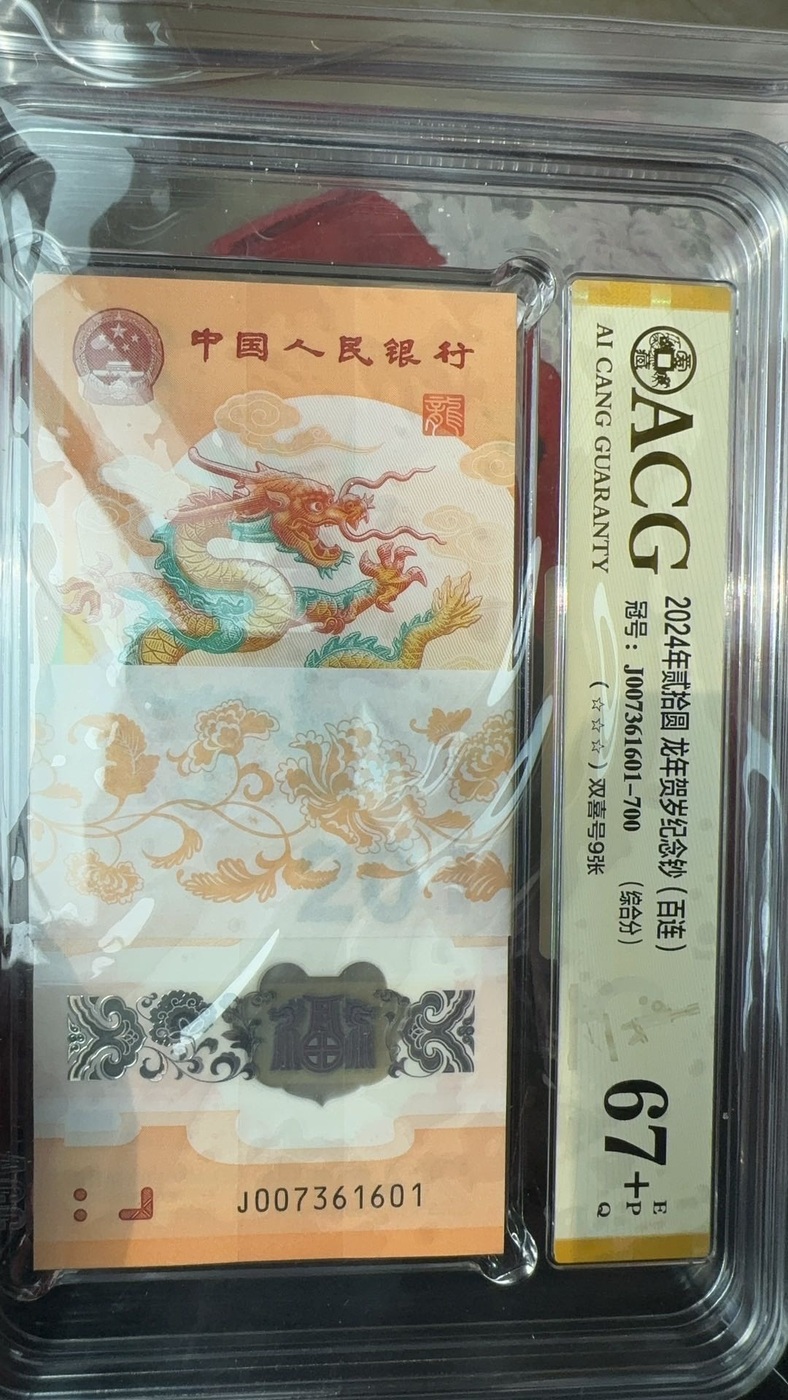 中国人民银行
龍
20
J007361601
ACG
AI CANG GUARANTY
2024年贰拾圆 龙年贺岁纪念钞（百连）
冠号：J007361601-700 （综合分）
（☆☆☆）双喜号9张
67+
E
P
Q